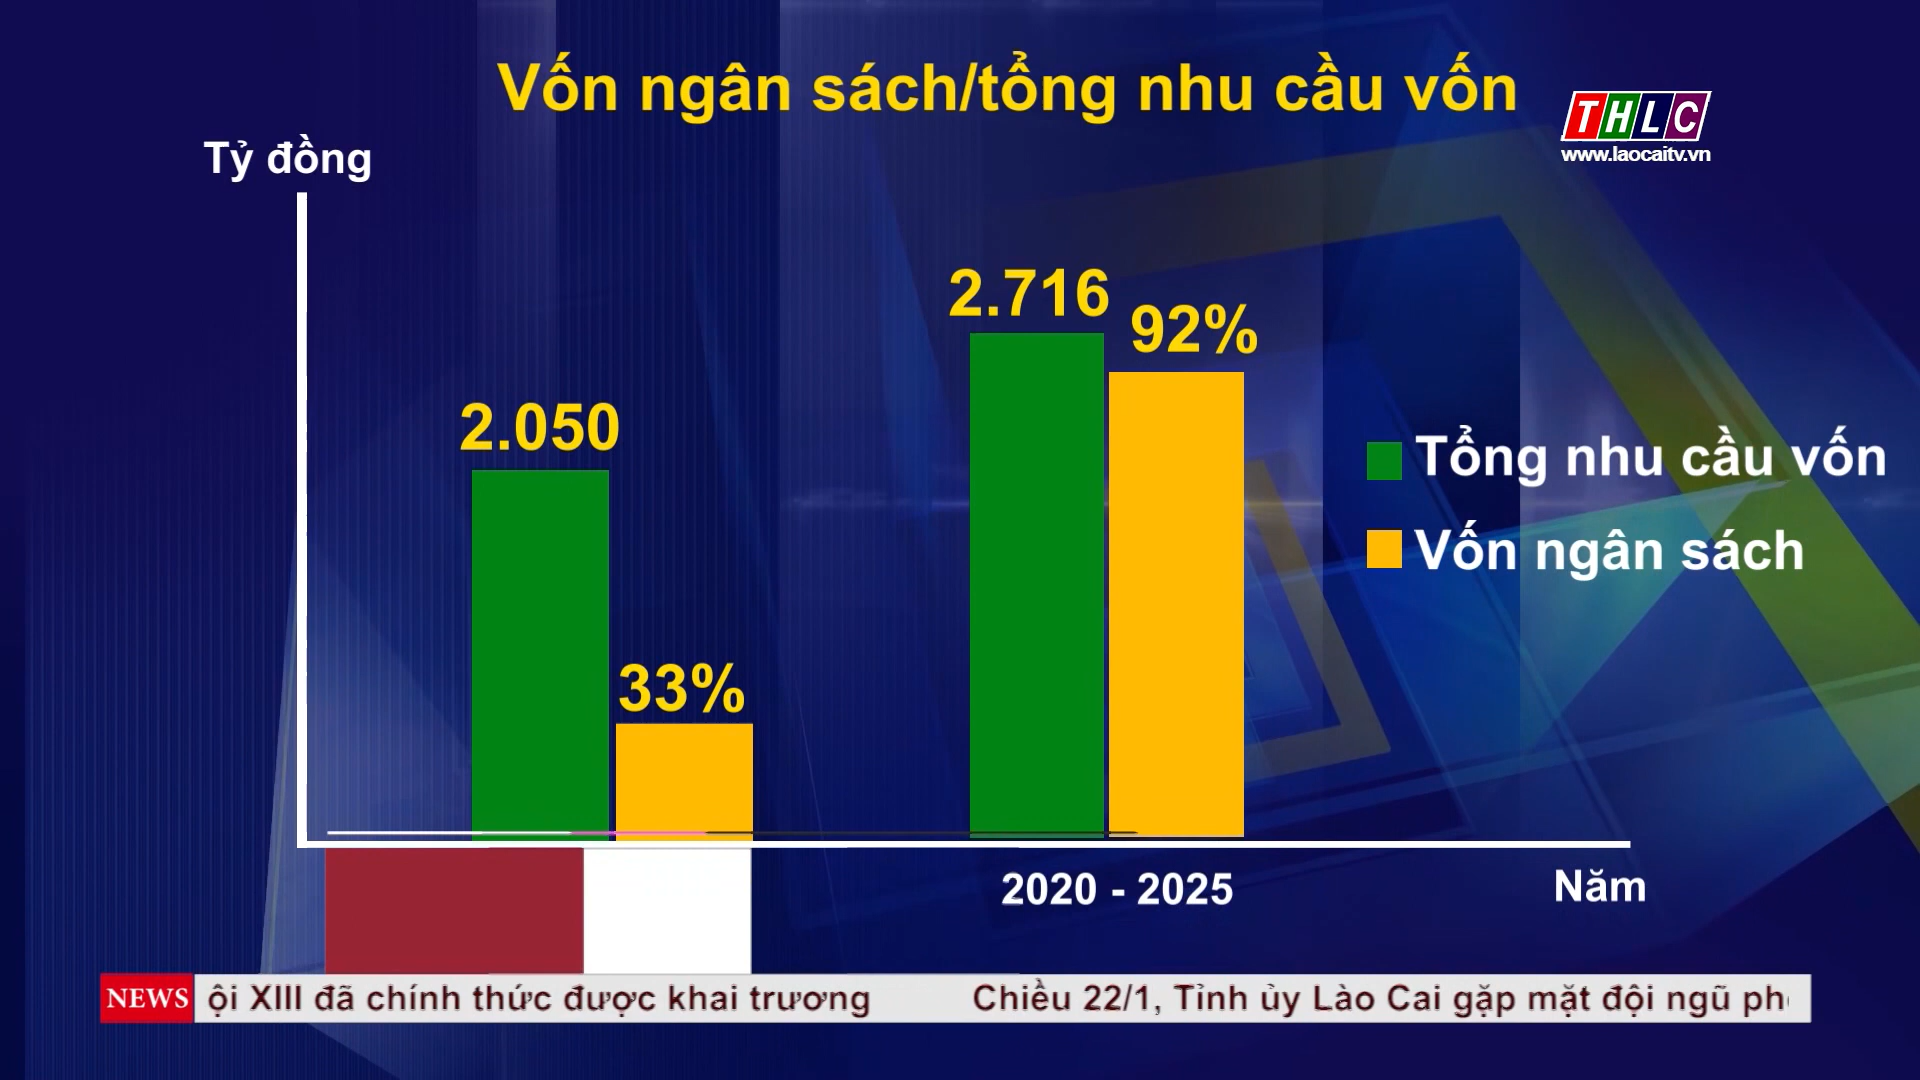 Vốn ngân sách/tổng nhu cầu vốn
THLC
www.laocaitv.vn
Tỷ đồng
2.716
92%
2.050
33%
Tổng nhu cầu vốn
Vốn ngân sách
2020 - 2025
Năm
NEWS
ội XIII đã chính thức được khai trương Chiều 22/1, Tỉnh ủy Lào Cai gặp mặt đội ngũ ph